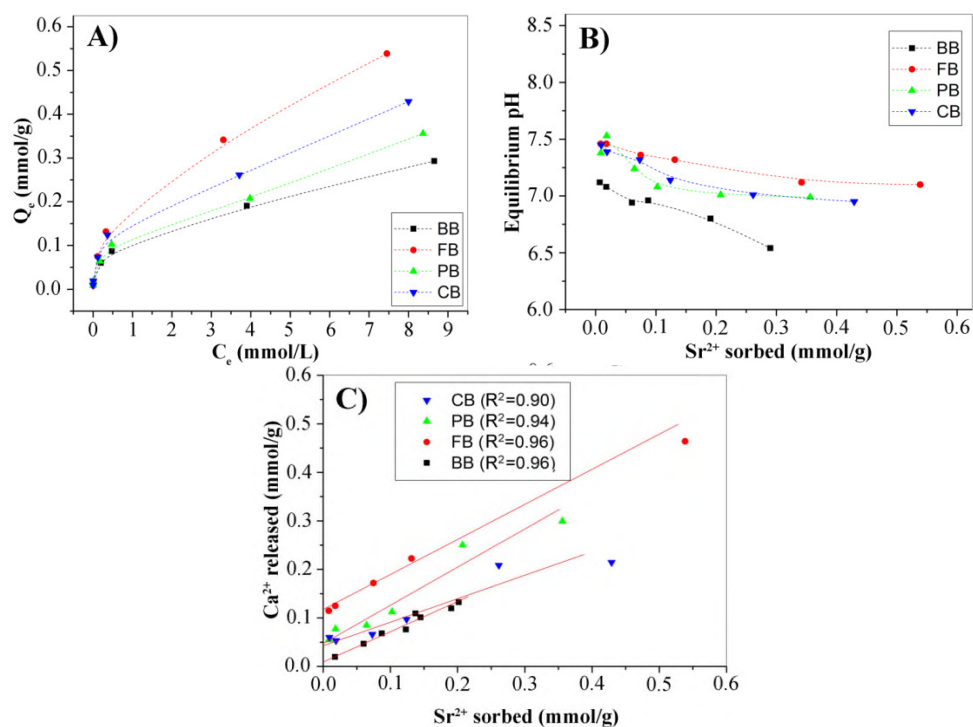 A)
0.6
0.5
0.4
0.3
0.2
0.1
0.0
Qe (mmol/g)
BB
FB
PB
CB
0 1 2 3 4 5 6 7 8 9
Ce (mmol/L)
B)
8.5
8.0
7.5
7.0
6.5
6.0
Equilibrium pH
BB
FB
PB
CB
0.0 0.1 0.2 0.3 0.4 0.5 0.6
Sr²⁺ sorbed (mmol/g)
C)
0.6
0.5
0.4
0.3
0.2
0.1
0.0
Ca²⁺ released (mmol/g)
CB (R²=0.90)
PB (R²=0.94)
FB (R²=0.96)
BB (R²=0.96)
0.0 0.1 0.2 0.3 0.4 0.5 0.6
Sr²⁺ sorbed (mmol/g)